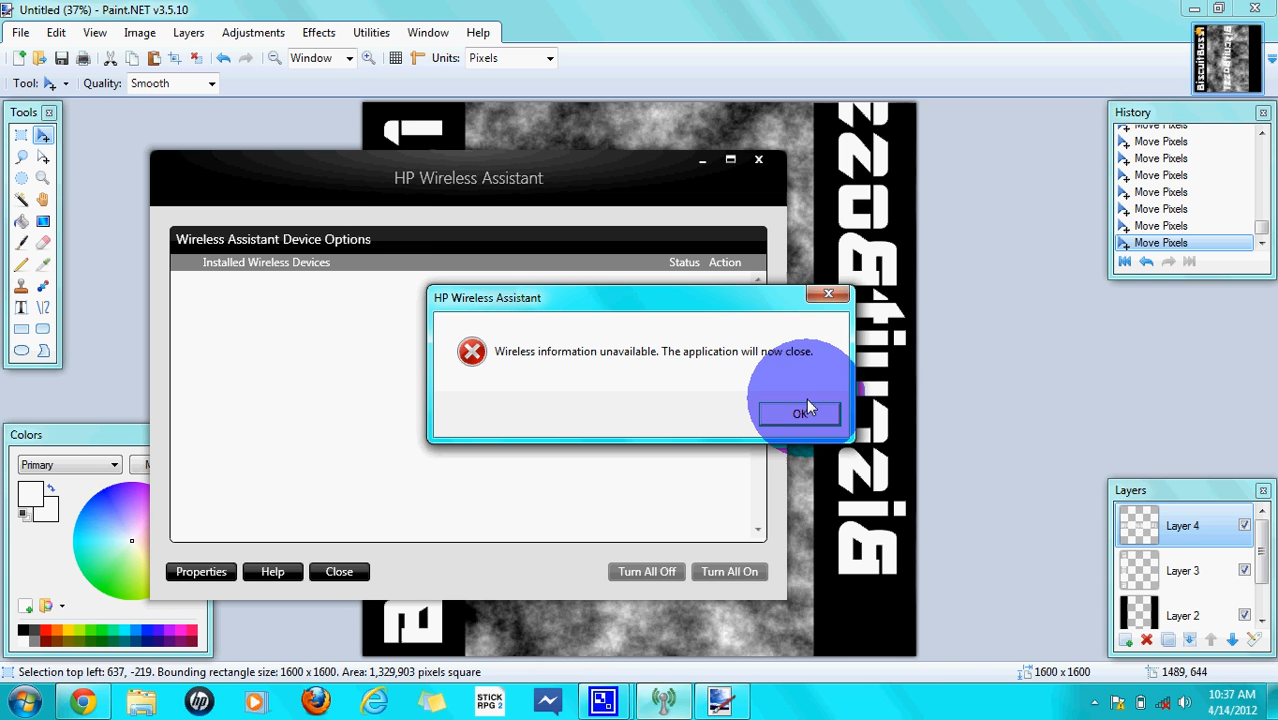 Untitled (37%) - Paint.NET v3.5.10
File Edit View Image Layers Adjustments Effects Utilities Window Help
Window Units: Pixels
Tool: Quality: Smooth
BiscuitBoss
Tools
History
Move Pixels
Move Pixels
Move Pixels
Move Pixels
Move Pixels
Move Pixels
Move Pixels
Move Pixels
HP Wireless Assistant
Wireless Assistant Device Options
Installed Wireless Devices Status Action
HP Wireless Assistant
Wireless information unavailable. The application will now close.
OK
Properties Help Close Turn All Off Turn All On
Colors
Primary
M
Layers
Layer 4
Layer 3
Layer 2
Selection top left: 637, -219. Bounding rectangle size: 1600 x 1600. Area: 1,329,903 pixels square
1600 x 1600
1489, 644
hp
STICK
RPG 2
10:37 AM
4/14/2012